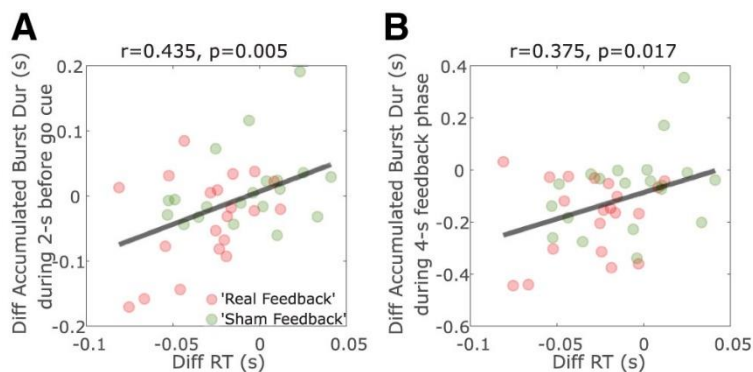 A
r=0.435, p=0.005
Diff Accumulated Burst Dur (s)
during 2-s before go cue
0.2
0.1
0
-0.1
-0.2
'Real Feedback'
'Sham Feedback'
-0.1
-0.05
0
0.05
Diff RT (s)
B
r=0.375, p=0.017
Diff Accumulated Burst Dur (s)
during 4-s feedback phase
0.4
0.2
-0
-0.2
-0.4
-0.6
-0.1
-0.05
0
0.05
Diff RT (s)